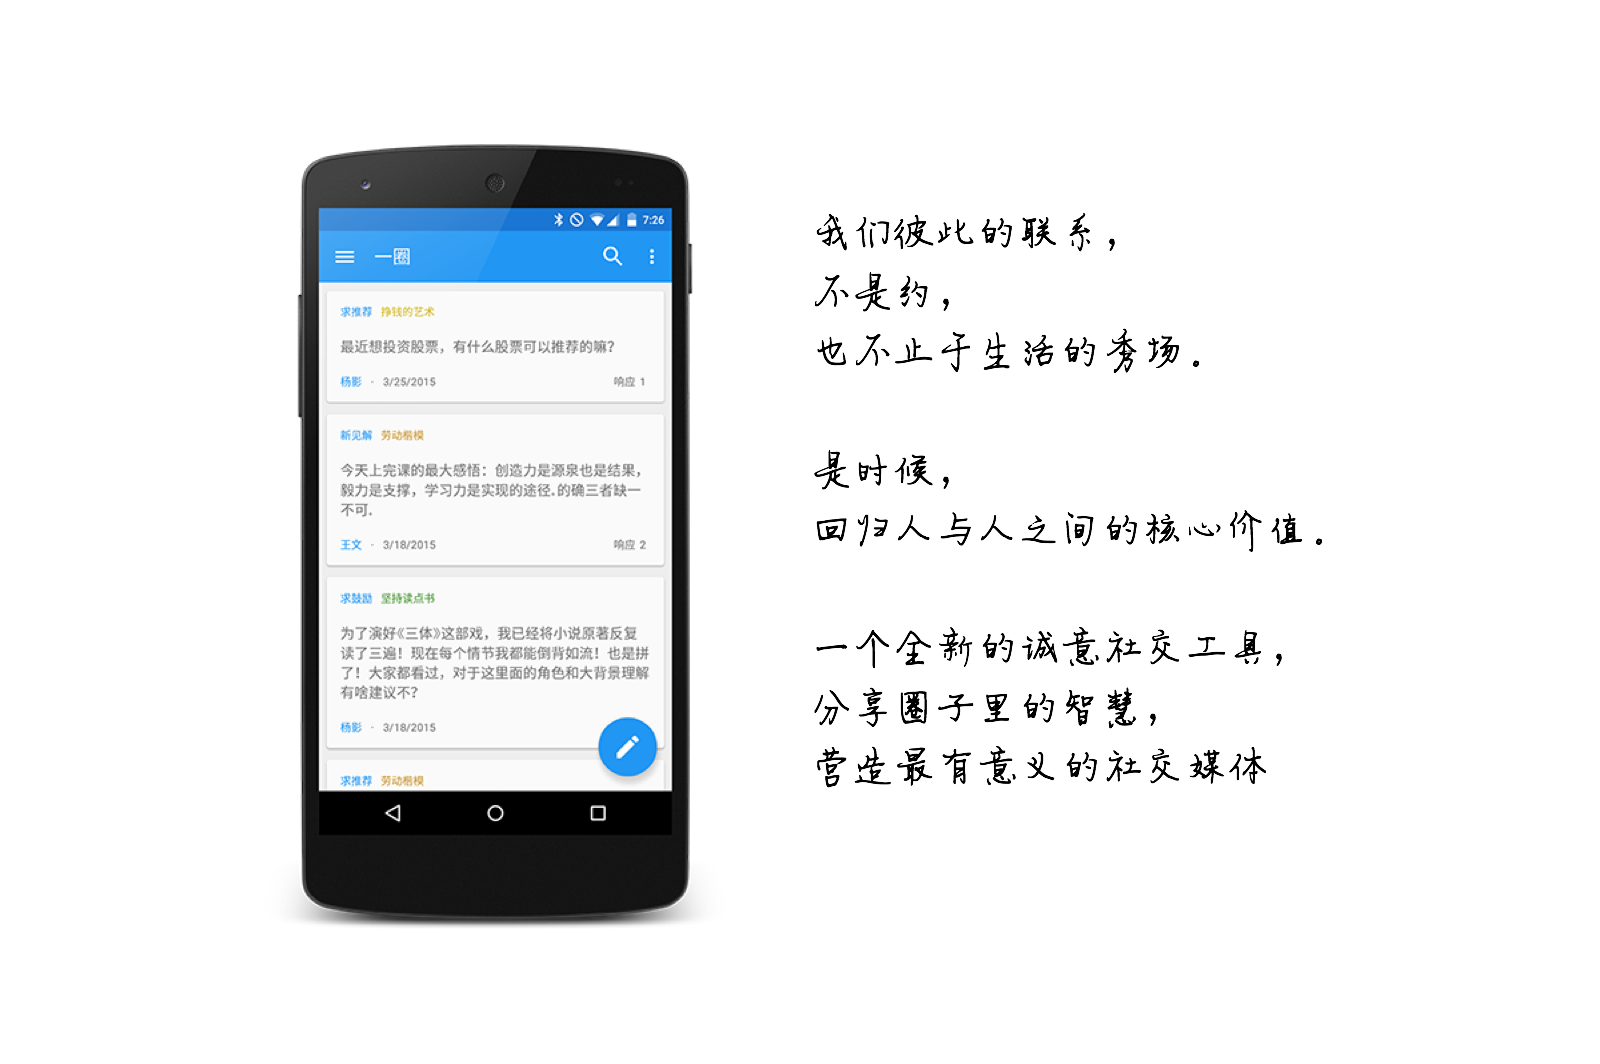 7:26
一圈
求推荐 挣钱的艺术
最近想投资股票，有什么股票可以推荐的嘛？
杨影 · 3/25/2015 响应 1
新见解 劳动楷模
今天上完课的最大感悟：创造力是源泉也是结果，
毅力是支撑，学习力是实现的途径.的确三者缺一
不可.
王文 · 3/18/2015 响应 2
求鼓励 坚持读点书
为了演好《三体》这部戏，我已经将小说原著反复
读了三遍！现在每个情节我都能倒背如流！也是拼
了！大家都看过，对于这里面的角色和大背景理解
有啥建议不？
杨影 · 3/18/2015
求推荐 劳动楷模
我们彼此的联系，
不是约，
也不止于生活的秀场.
是时候，
回归人与人之间的核心价值.
一个全新的诚意社交工具，
分享圈子里的智慧，
营造最有意义的社交媒体